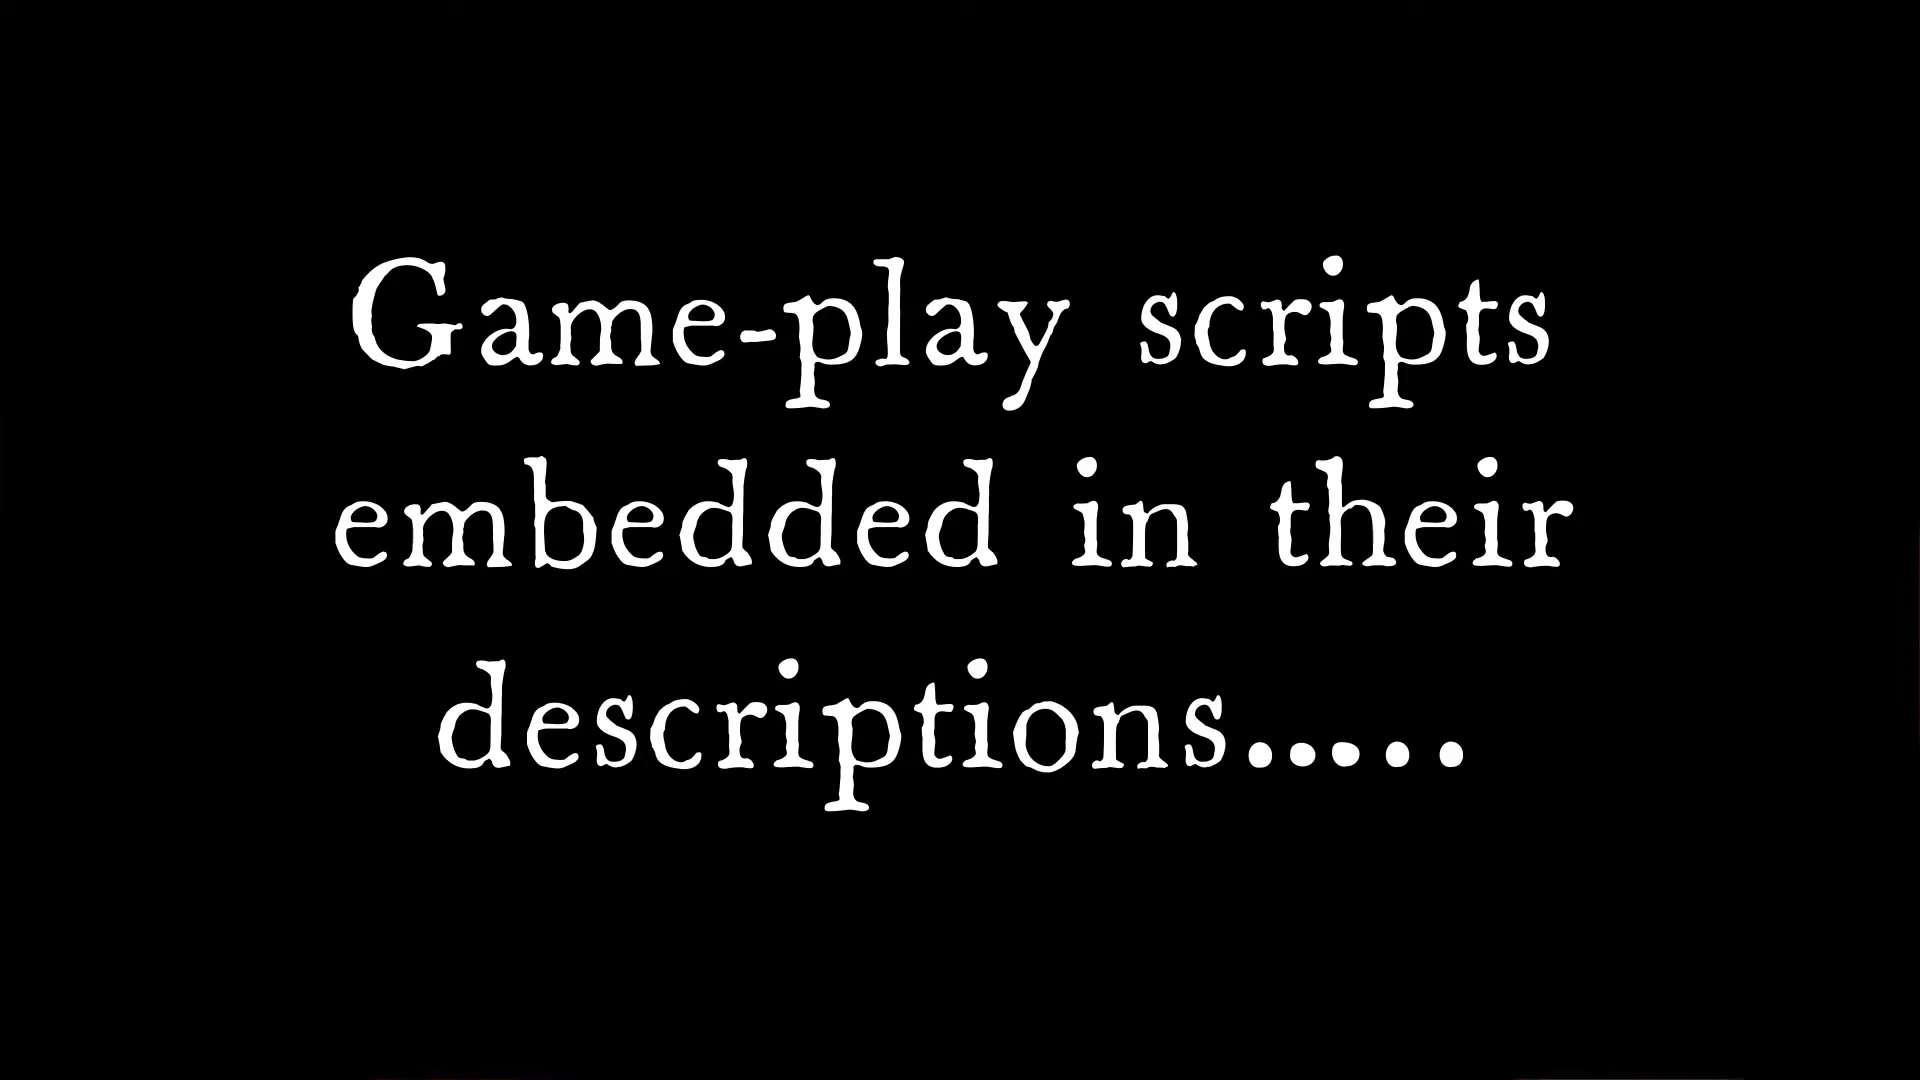 Game-play scripts
embedded in their
descriptions.....